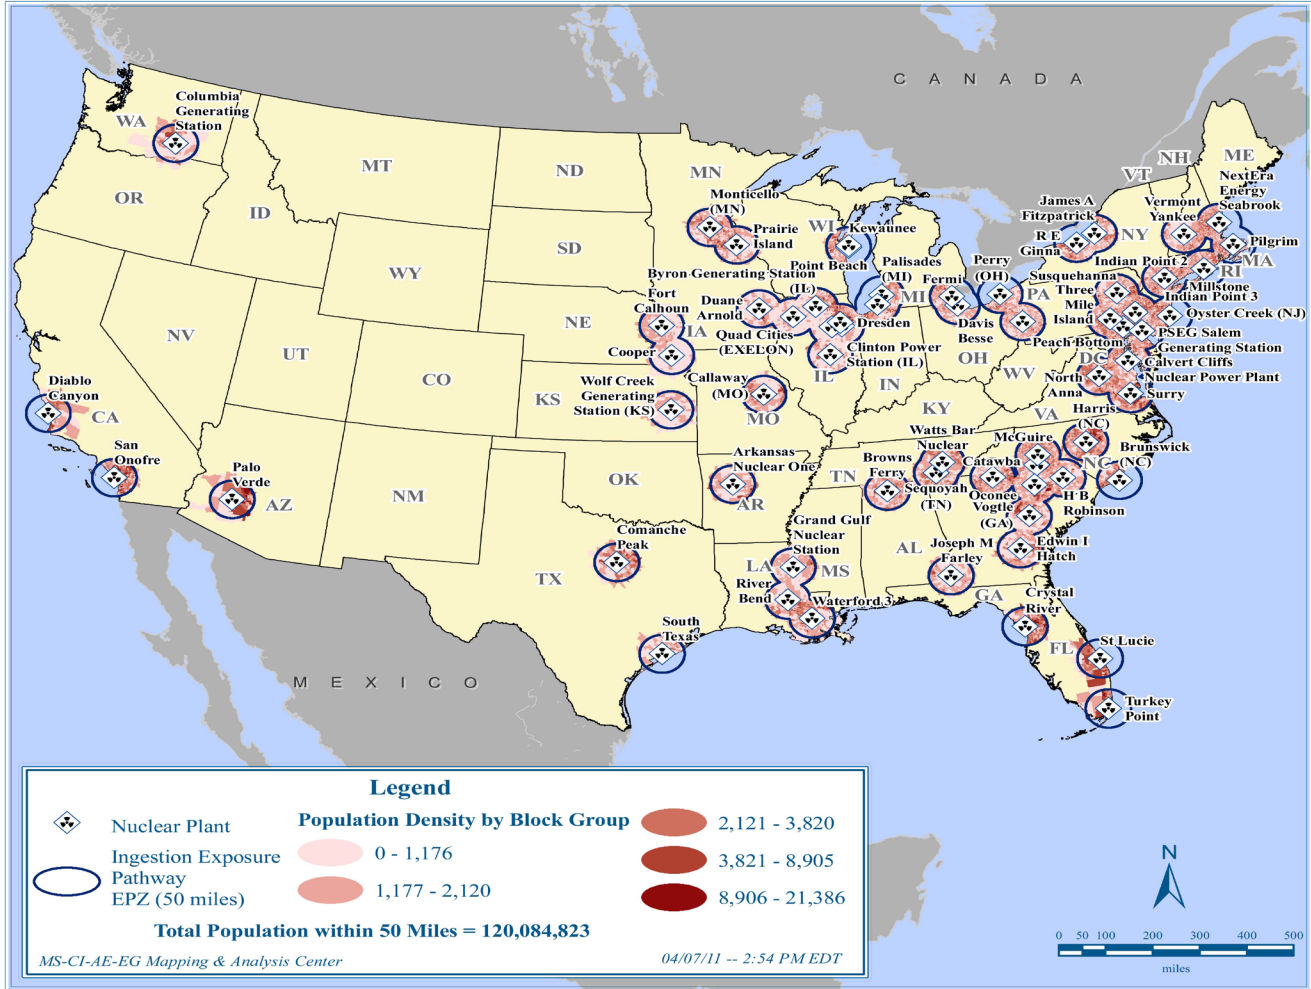 CANADA
MEXICO
WA
OR
CA
NV
ID
MT
WY
UT
AZ
CO
NM
ND
SD
NE
KS
OK
TX
MN
IA
MO
AR
LA
WI
IL
MI
IN
OH
KY
TN
MS
AL
GA
FL
WV
VA
NC
DC
PA
NY
VT
NH
ME
MA
RI
Columbia
Generating
Station
Diablo
Canyon
San
Onofre
Palo
Verde
Monticello
(MN)
Prairie
Island
Kewaunee
Point Beach
Byron Generating Station
(IL)
Palisades
(MI)
Fermi
Perry
(OH)
Davis
Besse
Fort
Calhoun
Cooper
Duane
Arnold
Quad Cities
(EXELON)
Dresden
Clinton Power
Station (IL)
Wolf Creek
Generating
Station (KS)
Callaway
(MO)
Arkansas
Nuclear One
Comanche
Peak
South
Texas
Grand Gulf
Nuclear
Station
River
Bend
Waterford 3
Browns
Ferry
Watts Bar
Nuclear
Sequoyah
(TN)
Joseph M
Farley
McGuire
Catawba
Oconee
Vogtle
(GA)
H B
Robinson
Harris
(NC)
Brunswick
(NC)
Edwin I
Hatch
Crystal
River
St Lucie
Turkey
Point
James A
Fitzpatrick
R E
Ginna
Vermont
Yankee
NextEra
Energy
Seabrook
Pilgrim
Millstone
Indian Point 2
Indian Point 3
Susquehanna
Three
Mile
Island
Oyster Creek (NJ)
PSEG Salem
Generating Station
Peach Bottom
Calvert Cliffs
Nuclear Power Plant
North
Anna
Surry
Legend
Nuclear Plant
Ingestion Exposure
Pathway
EPZ (50 miles)
Population Density by Block Group
0 - 1,176
1,177 - 2,120
2,121 - 3,820
3,821 - 8,905
8,906 - 21,386
Total Population within 50 Miles = 120,084,823
MS-CI-AE-EG Mapping & Analysis Center
04/07/11 -- 2:54 PM EDT
N
0 50 100 200 300 400 500
miles